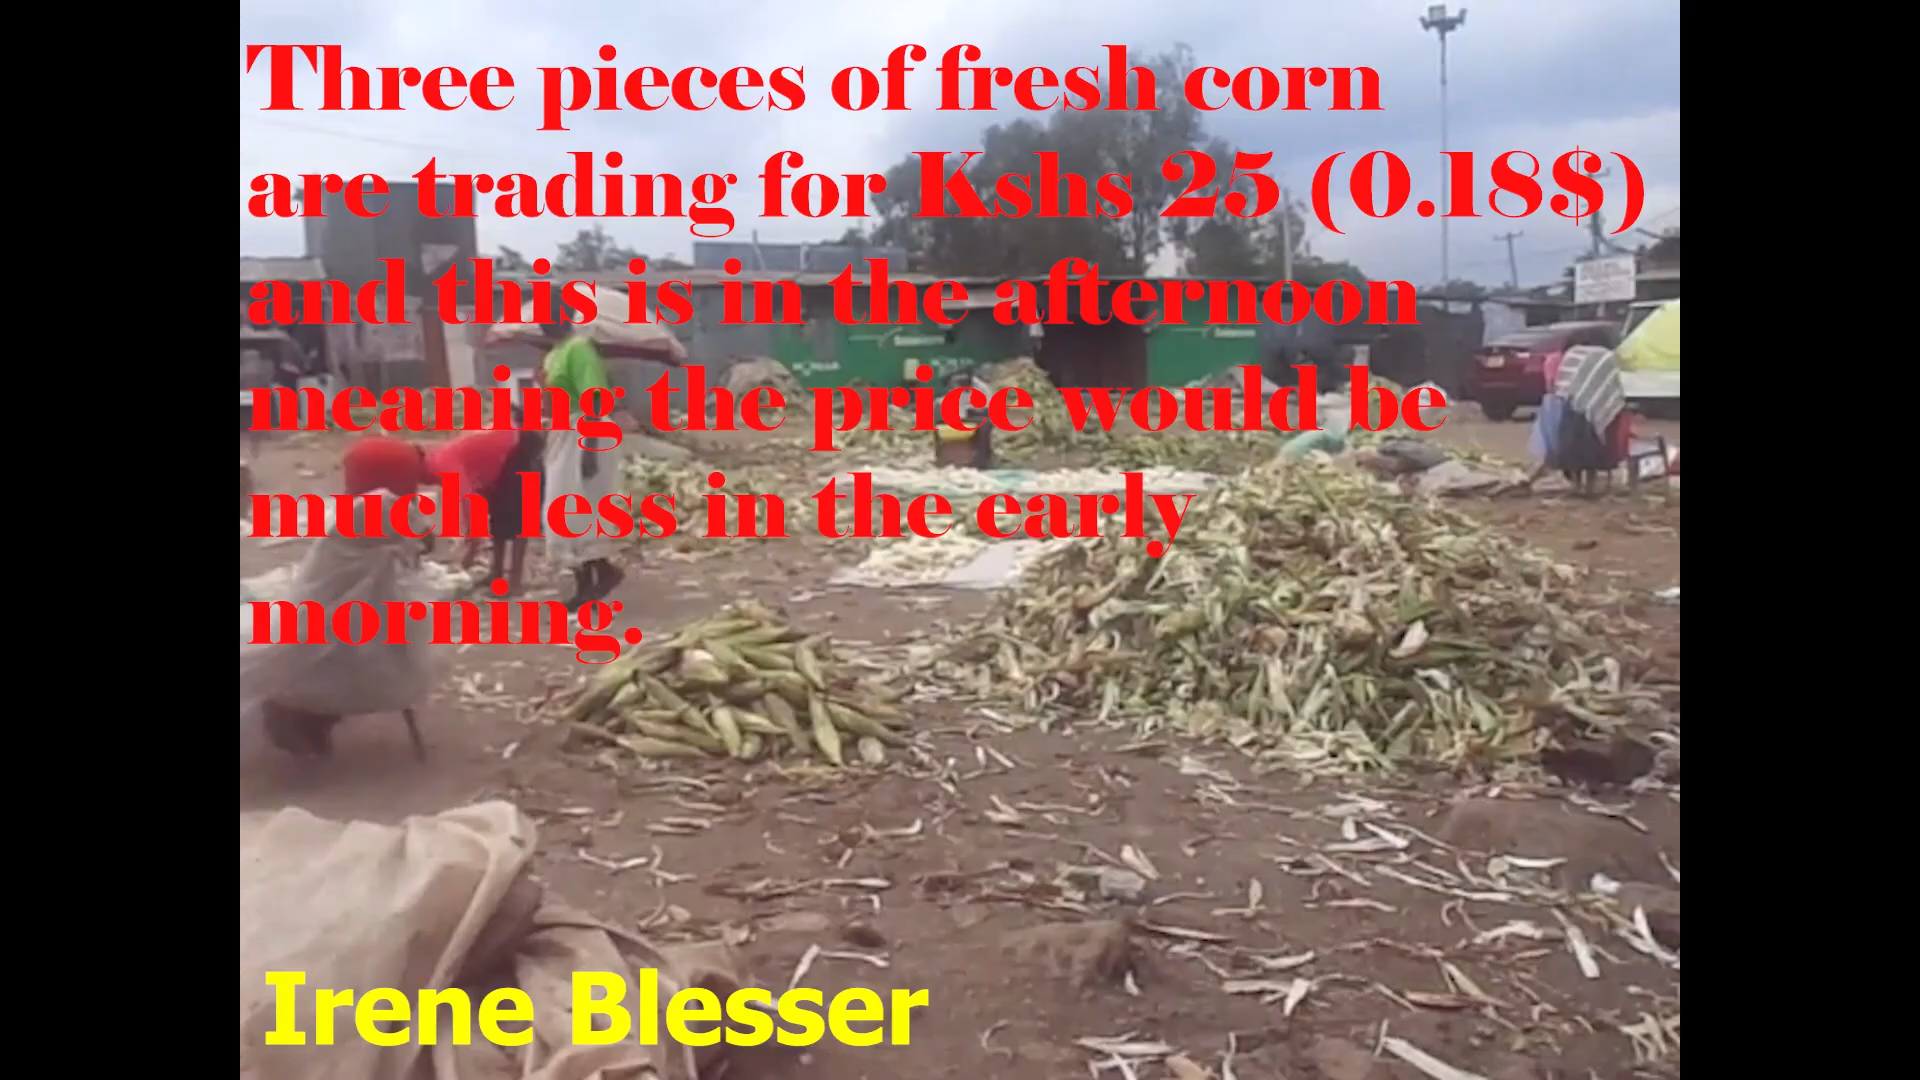 Three pieces of fresh corn
are trading for Kshs 25 (0.18$)
and this is in the afternoon
meaning the price would be
much less in the early
morning.
Irene Blesser